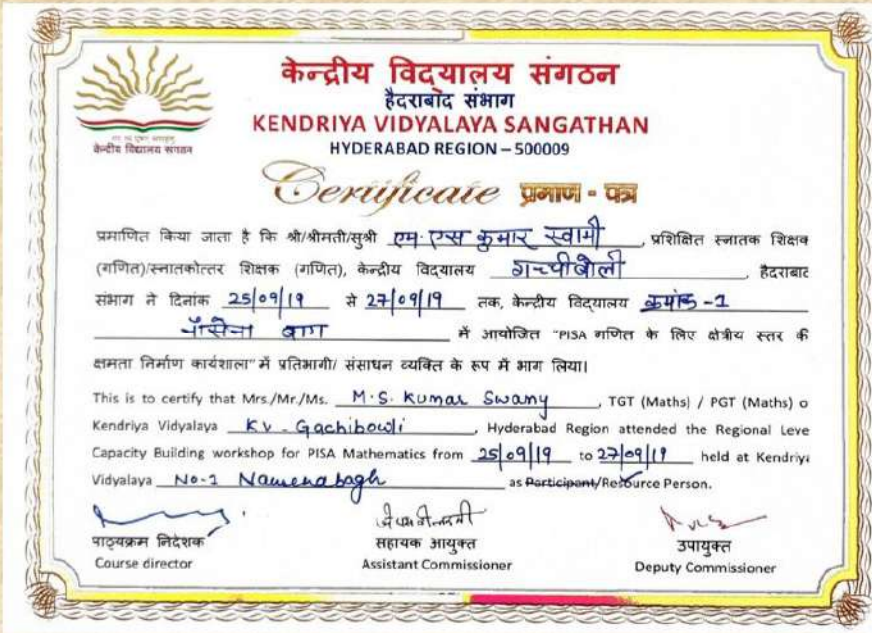 केन्द्रीय विद्यालय संगठन
हैदराबाद संभाग
KENDRIYA VIDYALAYA SANGATHAN
HYDERABAD REGION – 500009
केन्द्रीय विद्यालय संगठन
Certificate प्रमाण - पत्र
प्रमाणित किया जाता है कि श्री/श्रीमती/सुश्री एम. एस कुमार स्वामी, प्रशिक्षित स्नातक शिक्षक
(गणित)/स्नातकोत्तर शिक्षक (गणित), केन्द्रीय विद्यालय गच्चीबोली, हैदराबाद
संभाग ने दिनांक 25/09/19 से 27/09/19 तक, केन्द्रीय विद्यालय क्रमांक -1
बाग में आयोजित "PISA गणित के लिए क्षेत्रीय स्तर की
क्षमता निर्माण कार्यशाला" में प्रतिभागी/ संसाधन व्यक्ति के रूप में भाग लिया।
This is to certify that Mrs./Mr./Ms. M.S. Kumar Swamy, TGT (Maths) / PGT (Maths) o
Kendriya Vidyalaya KV - Gachibowli, Hyderabad Region attended the Regional Leve
Capacity Building workshop for PISA Mathematics from 25/09/19 to 27/09/19 held at Kendriy
Vidyalaya No-1 as Participant/Resource Person.
पाठ्यक्रम निदेशक सहायक आयुक्त उपायुक्त
Course director Assistant Commissioner Deputy Commissioner